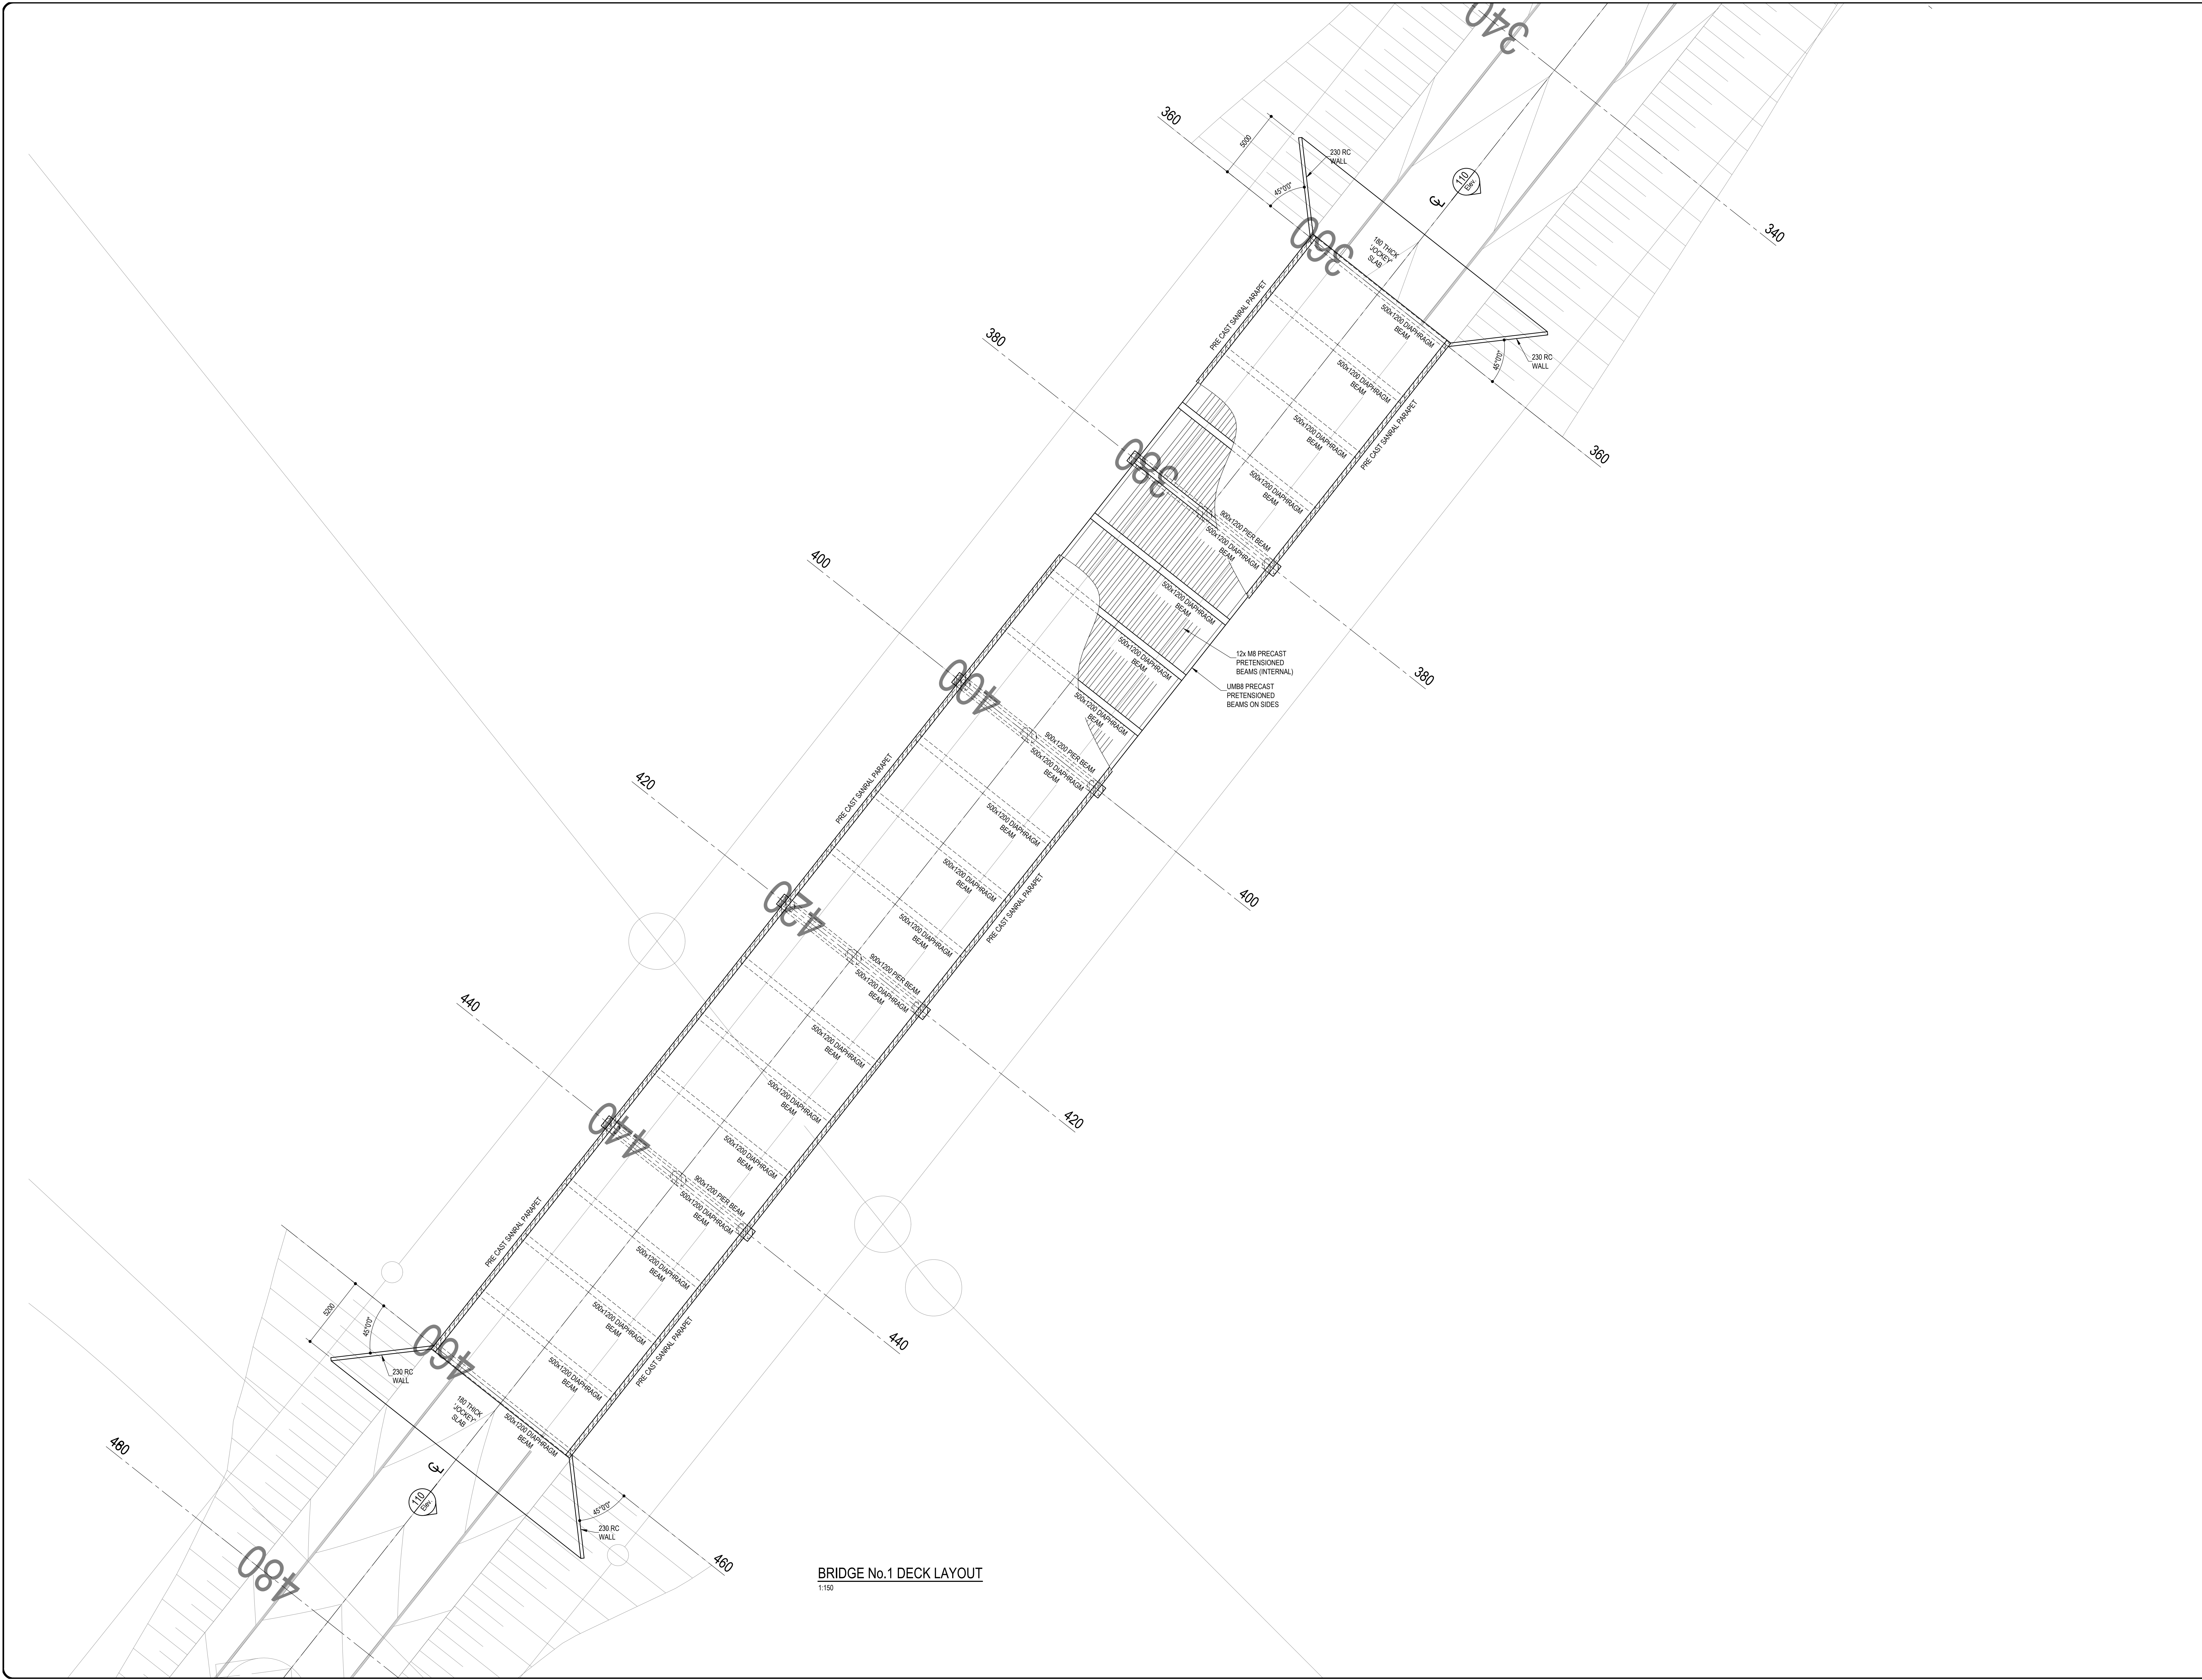 340
340
360
5000
45°0'0"
230 RC
WALL
110
Elev.
CL
360
180 THICK
'JOCKEY'
SLAB
500x1200 DIAPHRAGM
BEAM
PRE CAST SANRAL PARAPET
45°0'0"
230 RC
WALL
360
500x1200 DIAPHRAGM
BEAM
500x1200 DIAPHRAGM
BEAM
PRE CAST SANRAL PARAPET
500x1200 DIAPHRAGM
BEAM
380
380
900x1200 PIER BEAM
500x1200 DIAPHRAGM
BEAM
380
500x1200 DIAPHRAGM
BEAM
500x1200 DIAPHRAGM
BEAM
12x M8 PRECAST
PRETENSIONED
BEAMS (INTERNAL)
UMB8 PRECAST
PRETENSIONED
BEAMS ON SIDES
500x1200 DIAPHRAGM
BEAM
400
400
900x1200 PIER BEAM
500x1200 DIAPHRAGM
BEAM
400
PRE CAST SANRAL PARAPET
500x1200 DIAPHRAGM
BEAM
500x1200 DIAPHRAGM
BEAM
500x1200 DIAPHRAGM
BEAM
PRE CAST SANRAL PARAPET
420
420
900x1200 PIER BEAM
500x1200 DIAPHRAGM
BEAM
420
500x1200 DIAPHRAGM
BEAM
500x1200 DIAPHRAGM
BEAM
500x1200 DIAPHRAGM
BEAM
440
440
900x1200 PIER BEAM
500x1200 DIAPHRAGM
BEAM
440
PRE CAST SANRAL PARAPET
500x1200 DIAPHRAGM
BEAM
500x1200 DIAPHRAGM
BEAM
500x1200 DIAPHRAGM
BEAM
PRE CAST SANRAL PARAPET
5200
45°0'0"
230 RC
WALL
460
180 THICK
'JOCKEY'
SLAB
500x1200 DIAPHRAGM
BEAM
CL
110
Elev.
45°0'0"
230 RC
WALL
460
480
480
BRIDGE No.1 DECK LAYOUT
1:150